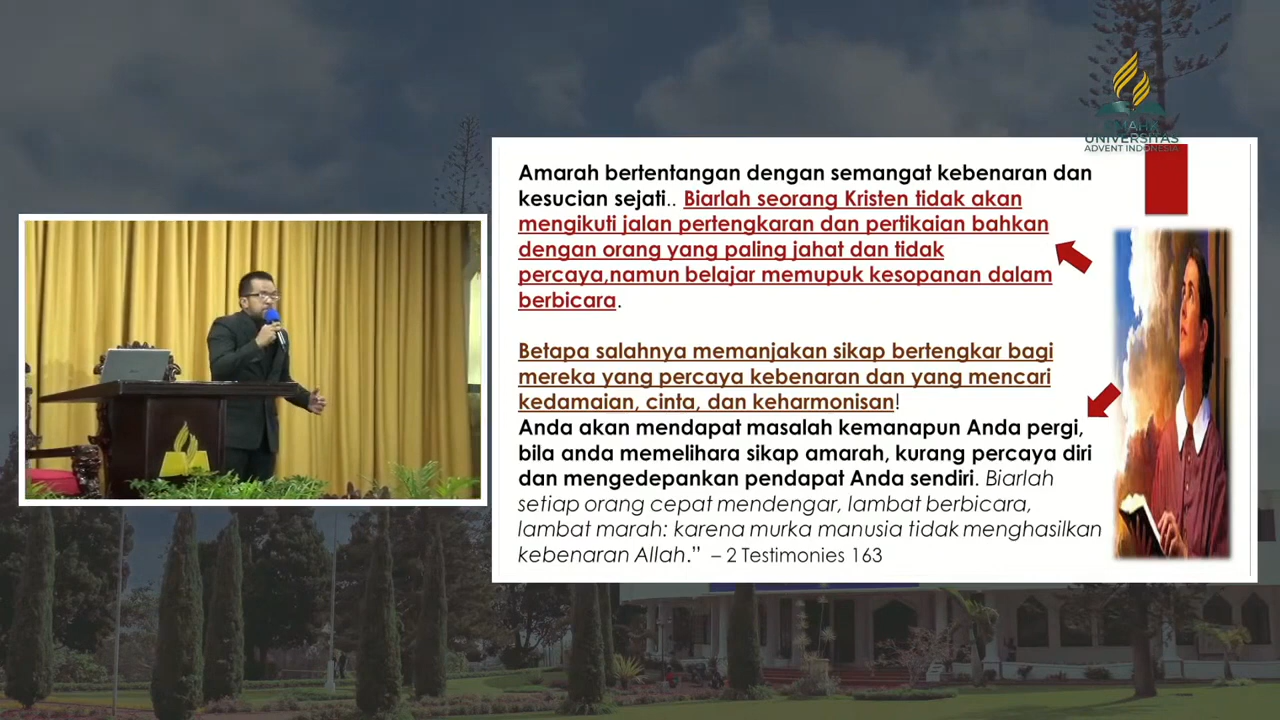 UNIVERSITAS
ADVENT INDONESIA
Amarah bertentangan dengan semangat kebenaran dan
kesucian sejati.. Biarlah seorang Kristen tidak akan
mengikuti jalan pertengkaran dan pertikaian bahkan
dengan orang yang paling jahat dan tidak
percaya,namun belajar memupuk kesopanan dalam
berbicara.
Betapa salahnya memanjakan sikap bertengkar bagi
mereka yang percaya kebenaran dan yang mencari
kedamaian, cinta, dan keharmonisan!
Anda akan mendapat masalah kemanapun Anda pergi,
bila anda memelihara sikap amarah, kurang percaya diri
dan mengedepankan pendapat Anda sendiri. Biarlah
setiap orang cepat mendengar, lambat berbicara,
lambat marah: karena murka manusia tidak menghasilkan
kebenaran Allah.” – 2 Testimonies 163